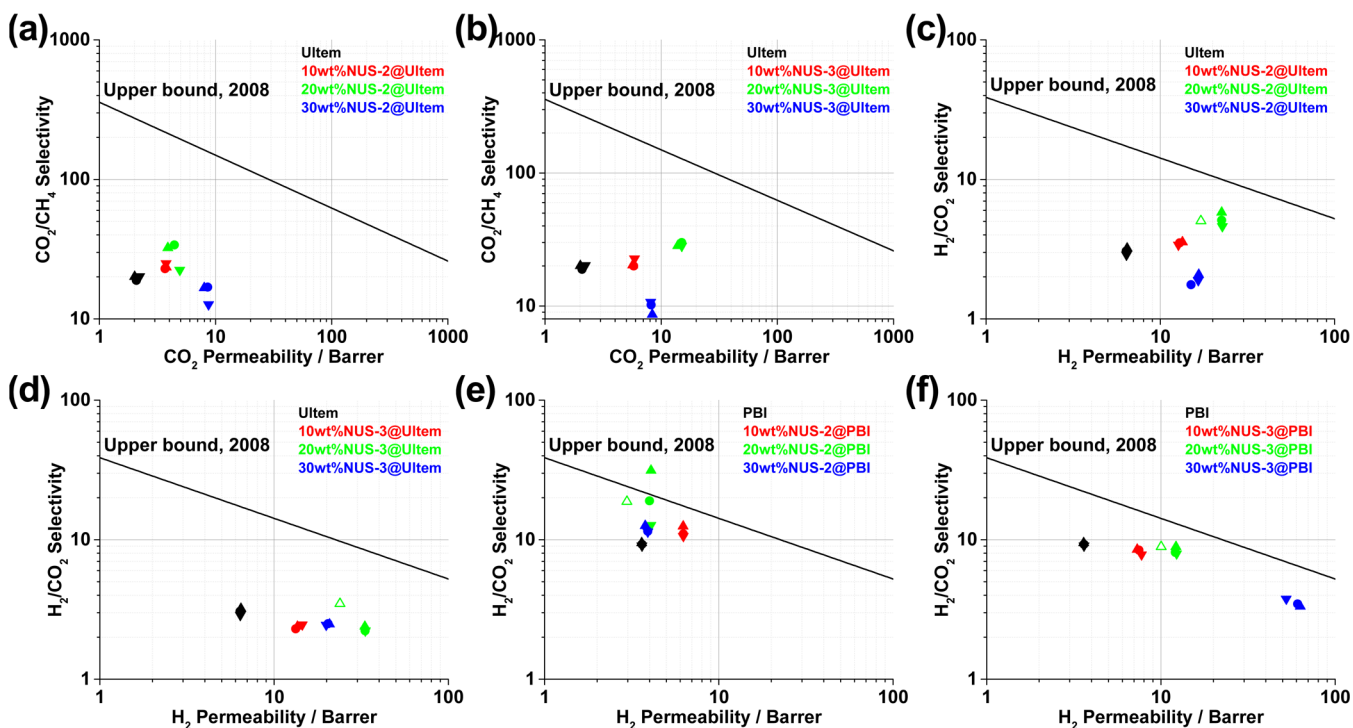 (a)
1000
100
10
CO2/CH4 Selectivity
Upper bound, 2008
Ultem
10wt%NUS-2@Ultem
20wt%NUS-2@Ultem
30wt%NUS-2@Ultem
1 10 100 1000
CO2 Permeability / Barrer
(b)
1000
100
10
CO2/CH4 Selectivity
Upper bound, 2008
Ultem
10wt%NUS-3@Ultem
20wt%NUS-3@Ultem
30wt%NUS-3@Ultem
1 10 100 1000
CO2 Permeability / Barrer
(c)
100
10
1
H2/CO2 Selectivity
Upper bound, 2008
Ultem
10wt%NUS-2@Ultem
20wt%NUS-2@Ultem
30wt%NUS-2@Ultem
1 10 100
H2 Permeability / Barrer
(d)
100
10
1
H2/CO2 Selectivity
Upper bound, 2008
Ultem
10wt%NUS-3@Ultem
20wt%NUS-3@Ultem
30wt%NUS-3@Ultem
1 10 100
H2 Permeability / Barrer
(e)
100
10
1
H2/CO2 Selectivity
Upper bound, 2008
PBI
10wt%NUS-2@PBI
20wt%NUS-2@PBI
30wt%NUS-2@PBI
1 10 100
H2 Permeability / Barrer
(f)
100
10
1
H2/CO2 Selectivity
Upper bound, 2008
PBI
10wt%NUS-3@PBI
20wt%NUS-3@PBI
30wt%NUS-3@PBI
1 10 100
H2 Permeability / Barrer